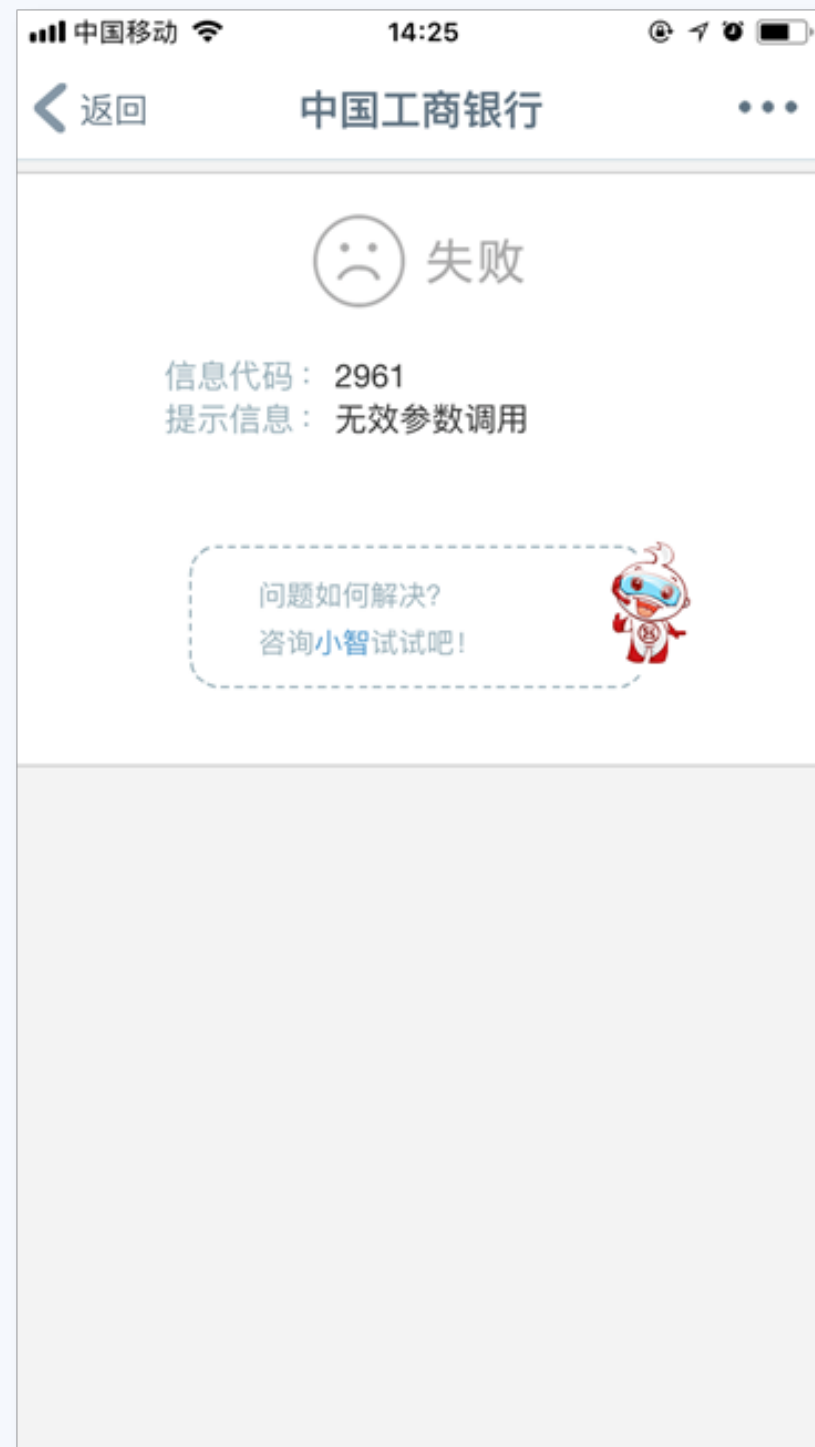 中国移动
14:25
返回
中国工商银行
失败
信息代码： 2961
提示信息： 无效参数调用
问题如何解决?
咨询小智试试吧!